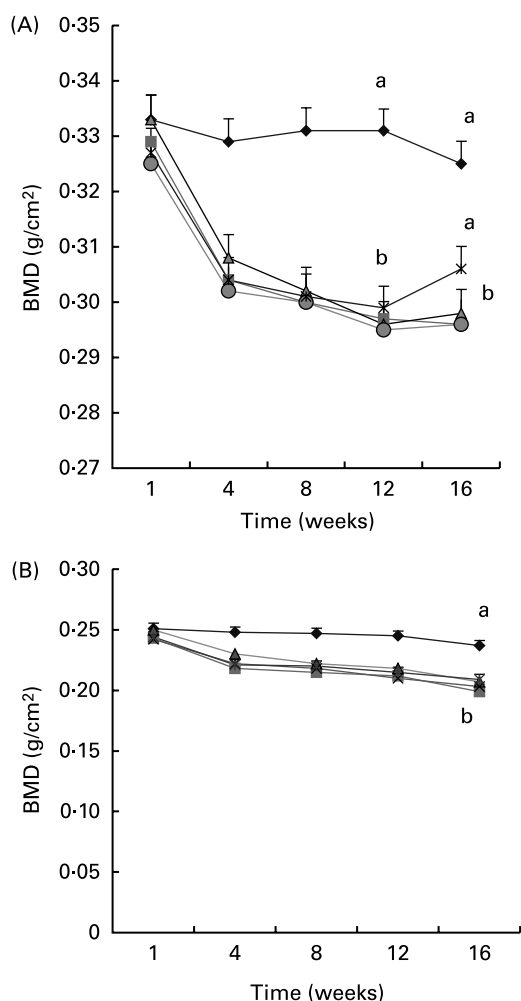 (A)
0·35
0·34
0·33
0·32
0·31
0·30
0·29
0·28
0·27
BMD (g/cm²)
a
a
a
b
b
1 4 8 12 16
Time (weeks)
(B)
0·30
0·25
0·20
0·15
0·10
0·05
0
BMD (g/cm²)
a
b
1 4 8 12 16
Time (weeks)